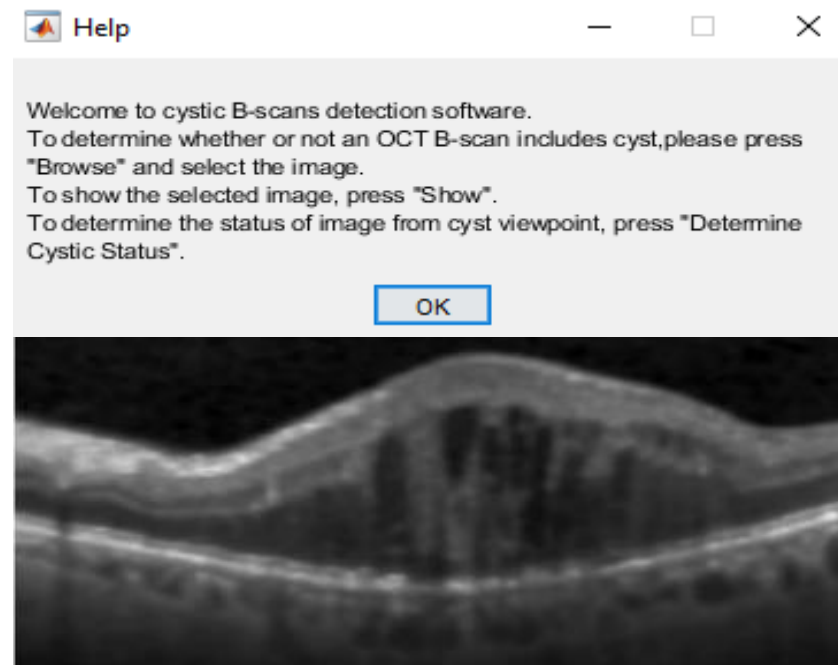 Help
Welcome to cystic B-scans detection software.
To determine whether or not an OCT B-scan includes cyst,please press
"Browse" and select the image.
To show the selected image, press "Show".
To determine the status of image from cyst viewpoint, press "Determine
Cystic Status".
OK